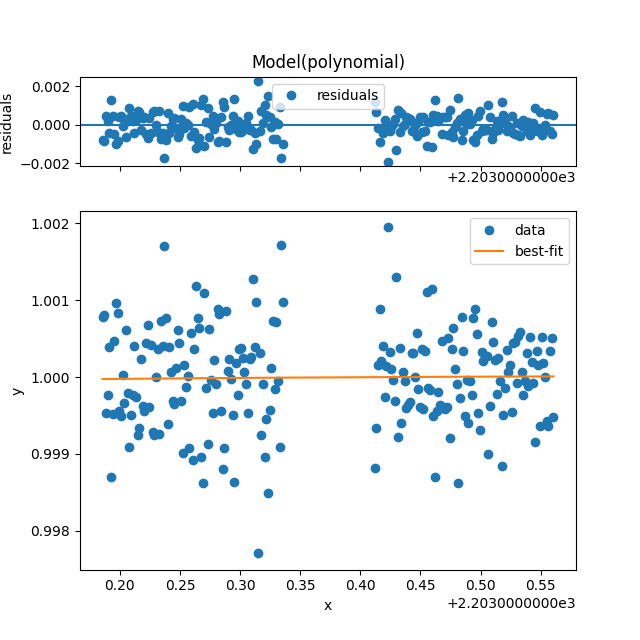 Model(polynomial)
0.002
0.000
−0.002
residuals
residuals
+2.2030000000e3
1.002
1.001
1.000
0.999
0.998
y
data
best-fit
0.20 0.25 0.30 0.35 0.40 0.45 0.50 0.55
x
+2.2030000000e3